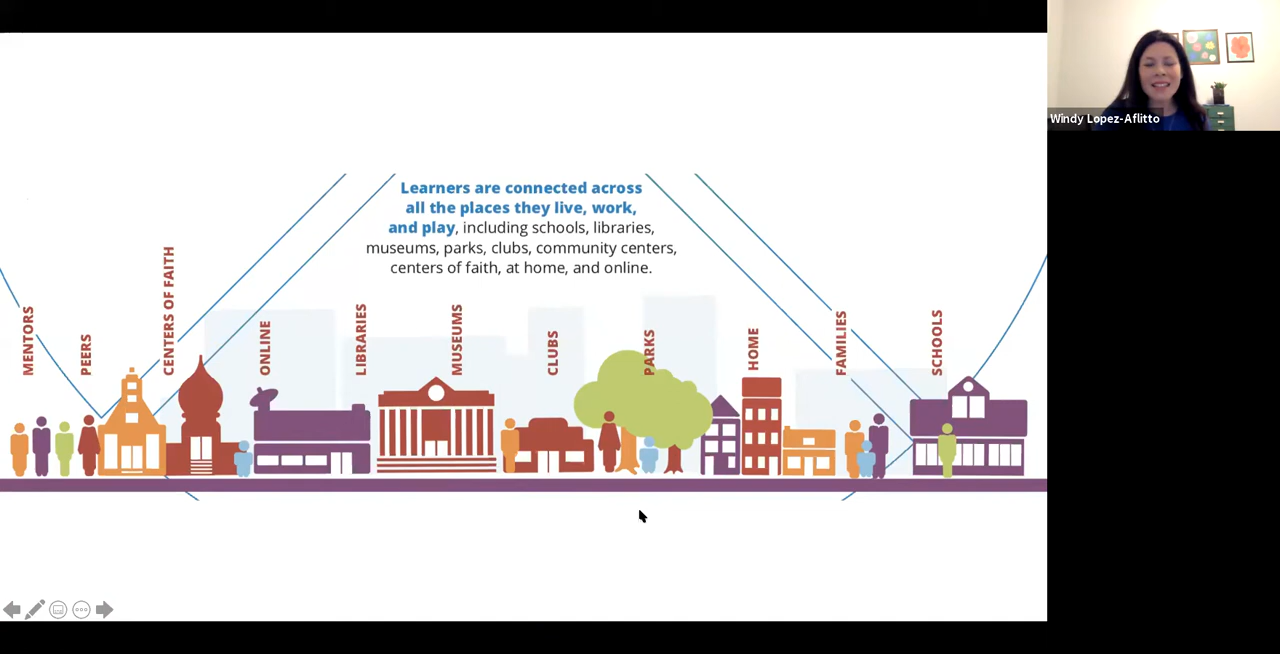 Windy Lopez-Aflitto
Learners are connected across
all the places they live, work,
and play, including schools, libraries,
museums, parks, clubs, community centers,
centers of faith, at home, and online.
MENTORS
PEERS
CENTERS OF FAITH
ONLINE
LIBRARIES
MUSEUMS
CLUBS
PARKS
HOME
FAMILIES
SCHOOLS